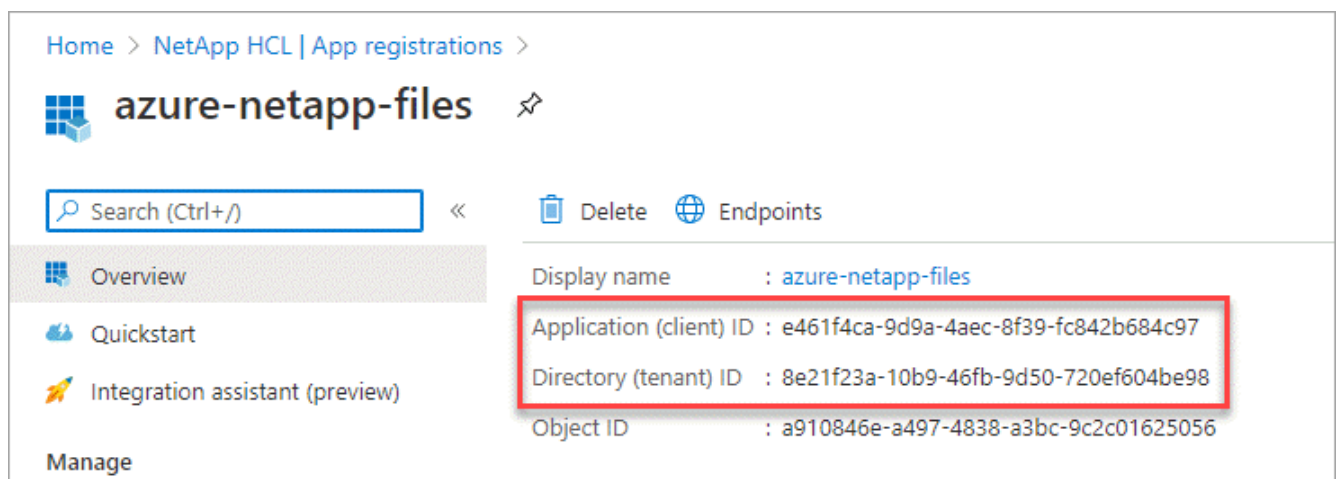 Home > NetApp HCL | App registrations >
azure-netapp-files
Search (Ctrl+/) «
Delete Endpoints
Overview
Quickstart
Integration assistant (preview)
Manage
Display name : azure-netapp-files
Application (client) ID : e461f4ca-9d9a-4aec-8f39-fc842b684c97
Directory (tenant) ID : 8e21f23a-10b9-46fb-9d50-720ef604be98
Object ID : a910846e-a497-4838-a3bc-9c2c01625056